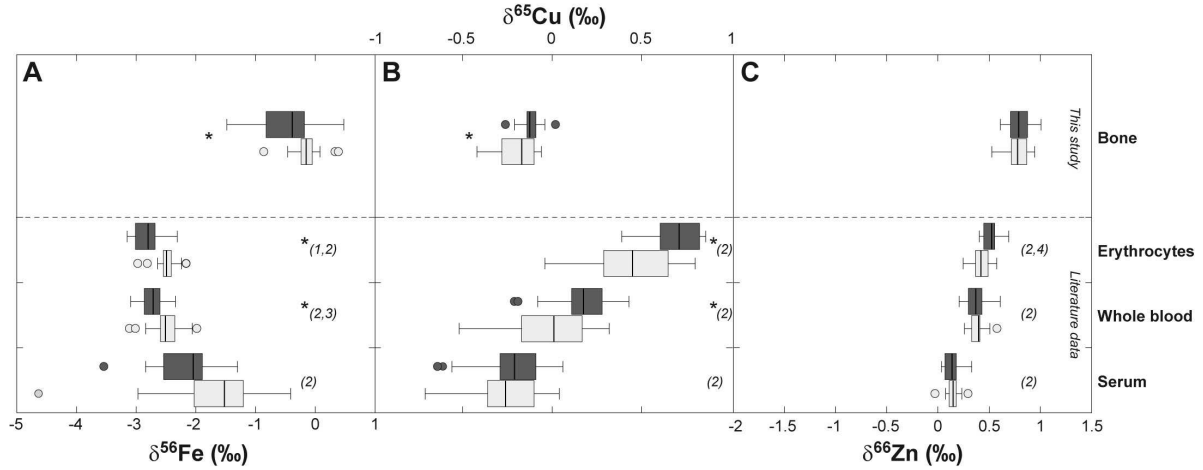 δ65Cu (‰)
-1 -0.5 0 0.5 1
A B C
* * This study Bone
*(1,2) *(2) (2,4) Erythrocytes
*(2,3) *(2) (2) Whole blood
Literature data
(2) (2) (2) Serum
-5 -4 -3 -2 -1 0 1 -2 -1 -0.5 0 0.5 1 1.5
δ56Fe (‰) δ66Zn (‰)